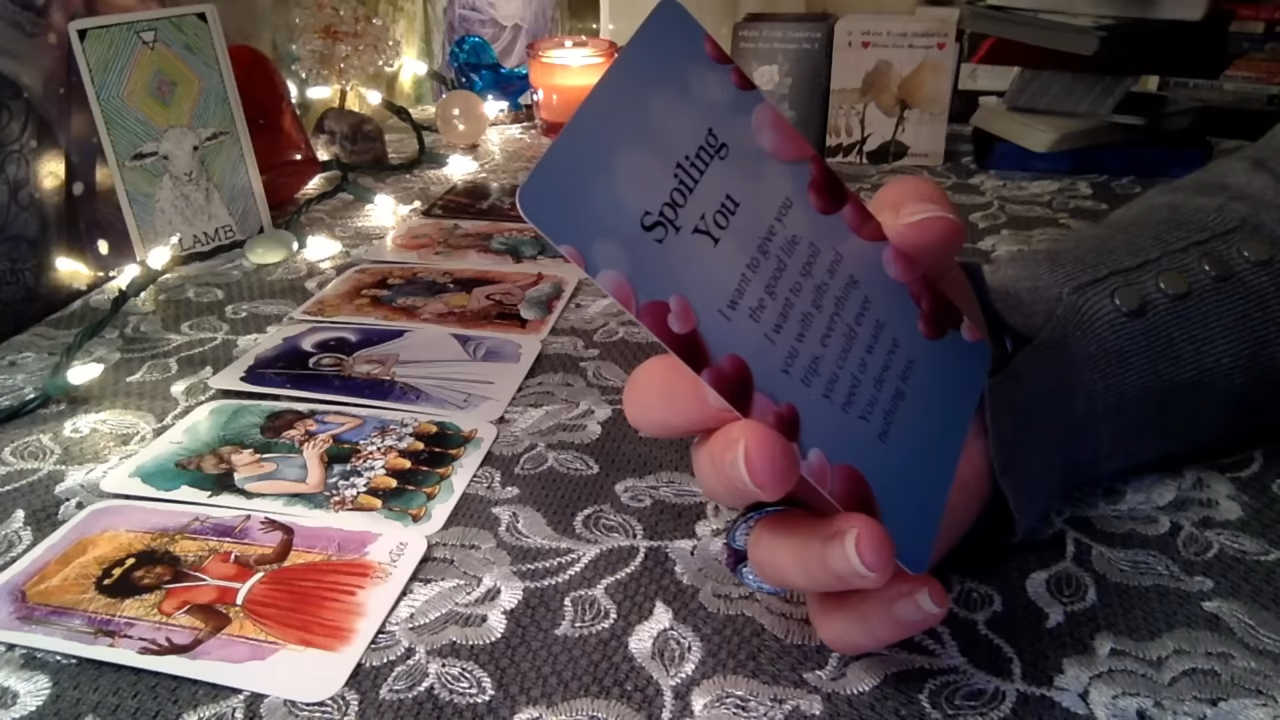 LAMB
Spoiling
You
I want to give you
the good life.
I want to spoil
you with gifts and
trips, everything
you could ever
need or want.
You deserve
nothing less.
Justice